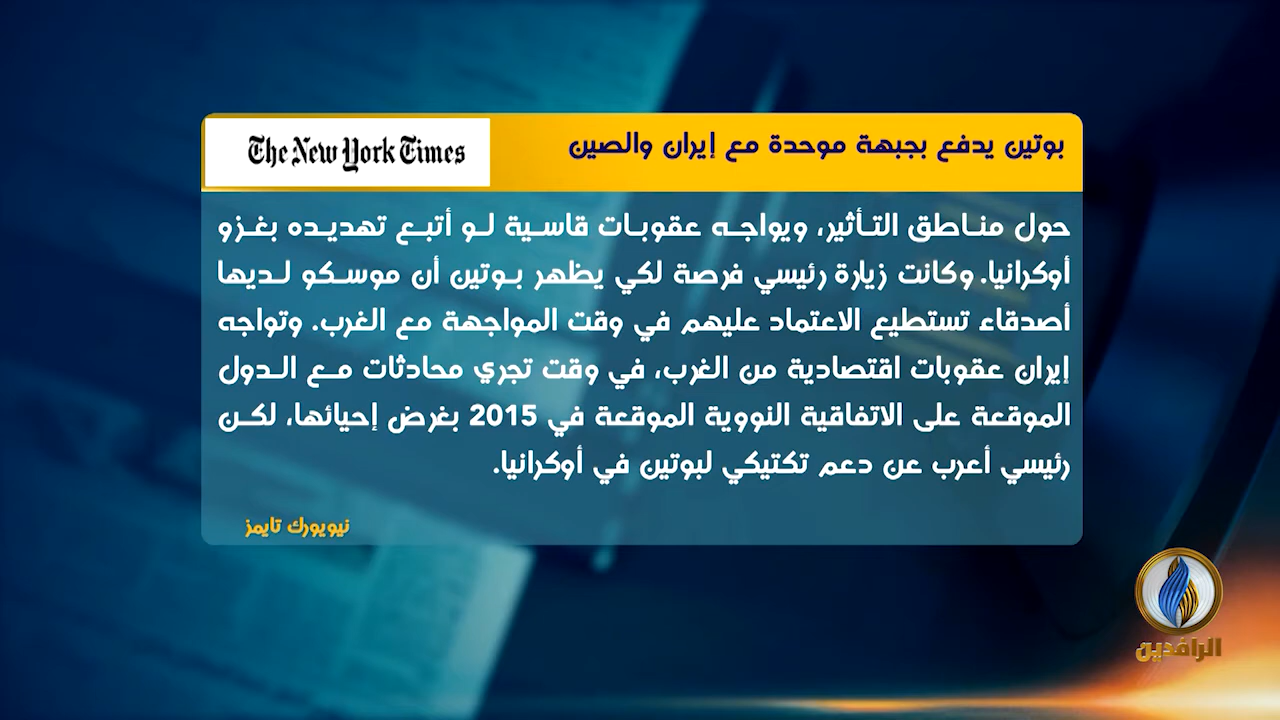 بوتين يدفع بجبهة موحدة مع إيران والصين
The New York Times
حول مناطق التأثير، ويواجه عقوبات قاسية لو أتبع تهديده بغزو
أوكرانيا. وكانت زيارة رئيسي فرصة لكي يظهر بوتين أن موسكو لديها
أصدقاء تستطيع الاعتماد عليهم في وقت المواجهة مع الغرب. وتواجه
إيران عقوبات اقتصادية من الغرب، في وقت تجري محادثات مع الدول
الموقعة على الاتفاقية النووية الموقعة في 2015 بغرض إحيائها، لكن
رئيسي أعرب عن دعم تكتيكي لبوتين في أوكرانيا.
نيويورك تايمز
الرافدين